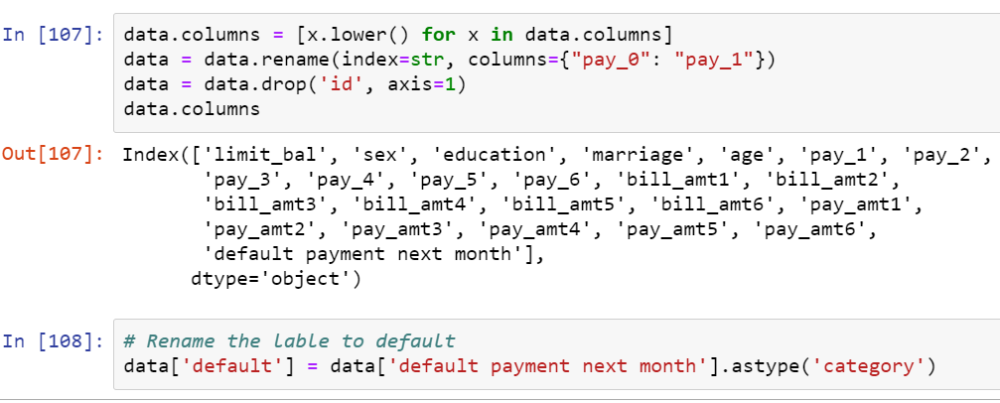 In [107]: data.columns = [x.lower() for x in data.columns]
data = data.rename(index=str, columns={"pay_0": "pay_1"})
data = data.drop('id', axis=1)
data.columns
Out[107]: Index(['limit_bal', 'sex', 'education', 'marriage', 'age', 'pay_1', 'pay_2',
'pay_3', 'pay_4', 'pay_5', 'pay_6', 'bill_amt1', 'bill_amt2',
'bill_amt3', 'bill_amt4', 'bill_amt5', 'bill_amt6', 'pay_amt1',
'pay_amt2', 'pay_amt3', 'pay_amt4', 'pay_amt5', 'pay_amt6',
'default payment next month'],
dtype='object')
In [108]: # Rename the lable to default
data['default'] = data['default payment next month'].astype('category')